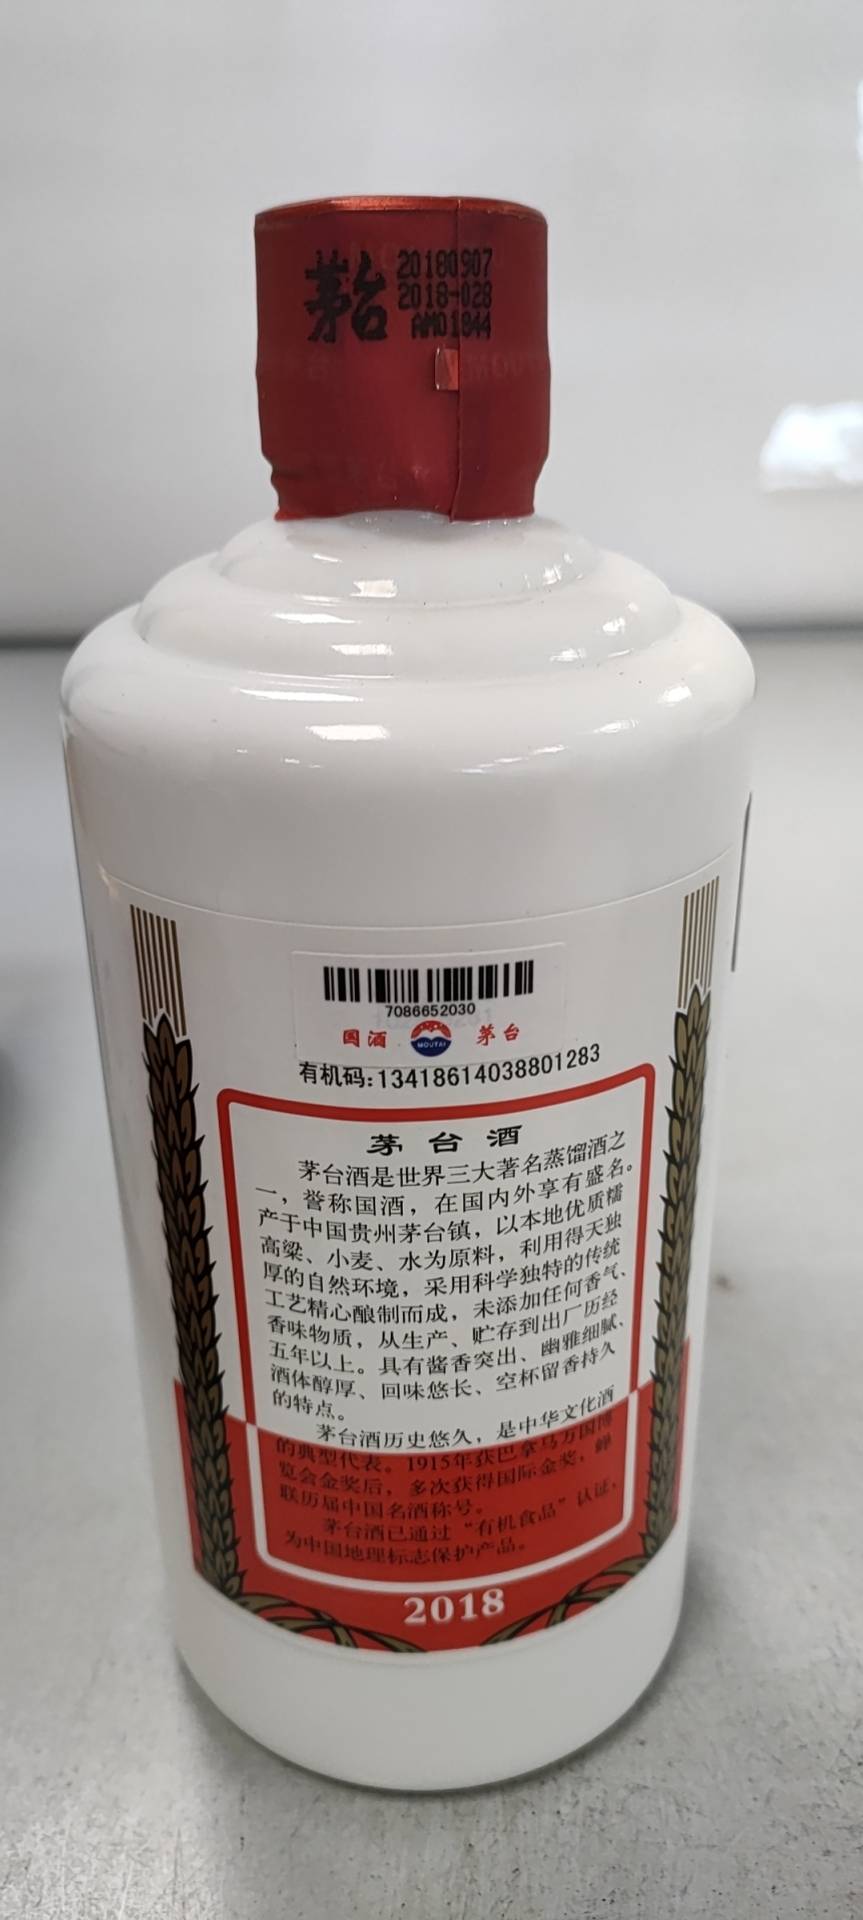 茅台
20180907
2018-028
AM01844
7086652030
国酒 MOUTAI 茅台
有机码:13418614038801283
茅台酒
茅台酒是世界三大著名蒸馏酒之
一，誉称国酒，在国内外享有盛名。
产于中国贵州茅台镇，以本地优质糯
高粱、小麦、水为原料，利用得天独
厚的自然环境，采用科学独特的传统
工艺精心酿制而成，未添加任何香气、
香味物质，从生产、贮存到出厂历经
五年以上。具有酱香突出、幽雅细腻、
酒体醇厚、回味悠长、空杯留香持久
的特点。
茅台酒历史悠久，是中华文化酒
的典型代表。1915年获巴拿马万国博
览会金奖后，多次获得国际金奖，蝉
联历届中国名酒称号。
茅台酒已通过“有机食品”认证，
为中国地理标志保护产品。
2018